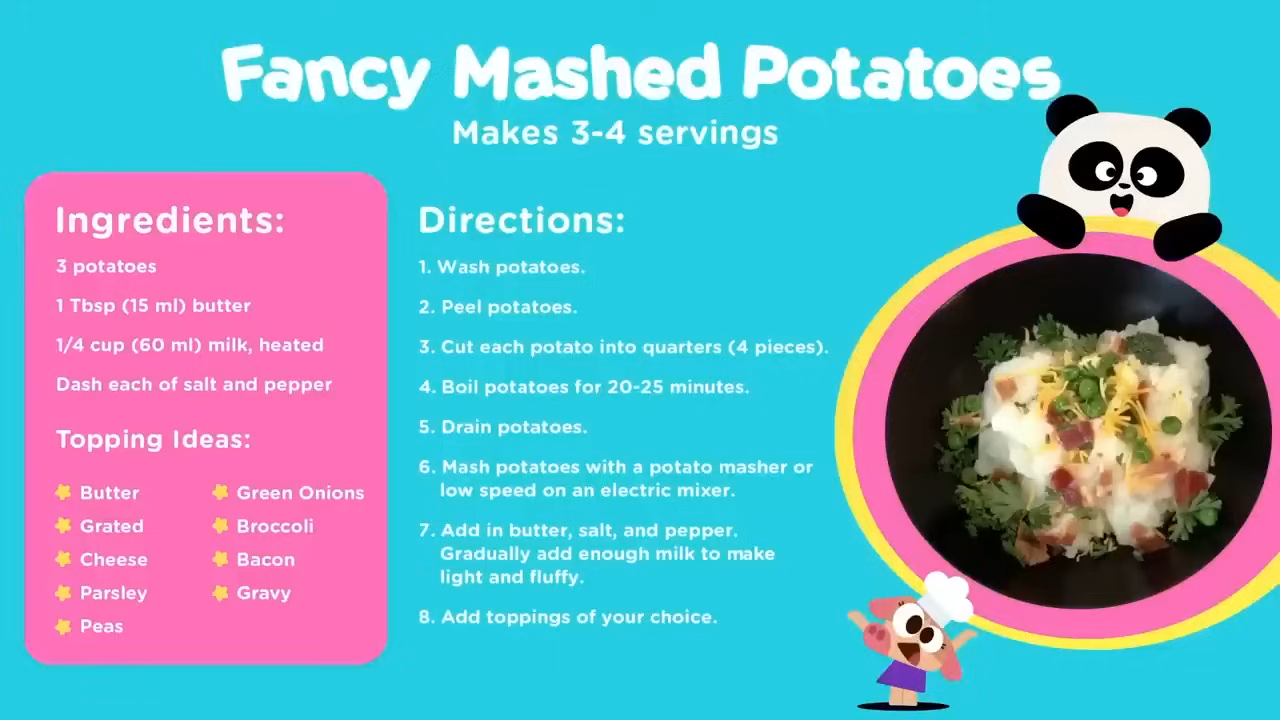 Fancy Mashed Potatoes
Makes 3-4 servings
Ingredients:
3 potatoes
1 Tbsp (15 ml) butter
1/4 cup (60 ml) milk, heated
Dash each of salt and pepper
Topping Ideas:
Butter
Grated
Cheese
Parsley
Peas
Green Onions
Broccoli
Bacon
Gravy
Directions:
1. Wash potatoes.
2. Peel potatoes.
3. Cut each potato into quarters (4 pieces).
4. Boil potatoes for 20-25 minutes.
5. Drain potatoes.
6. Mash potatoes with a potato masher or
low speed on an electric mixer.
7. Add in butter, salt, and pepper.
Gradually add enough milk to make
light and fluffy.
8. Add toppings of your choice.